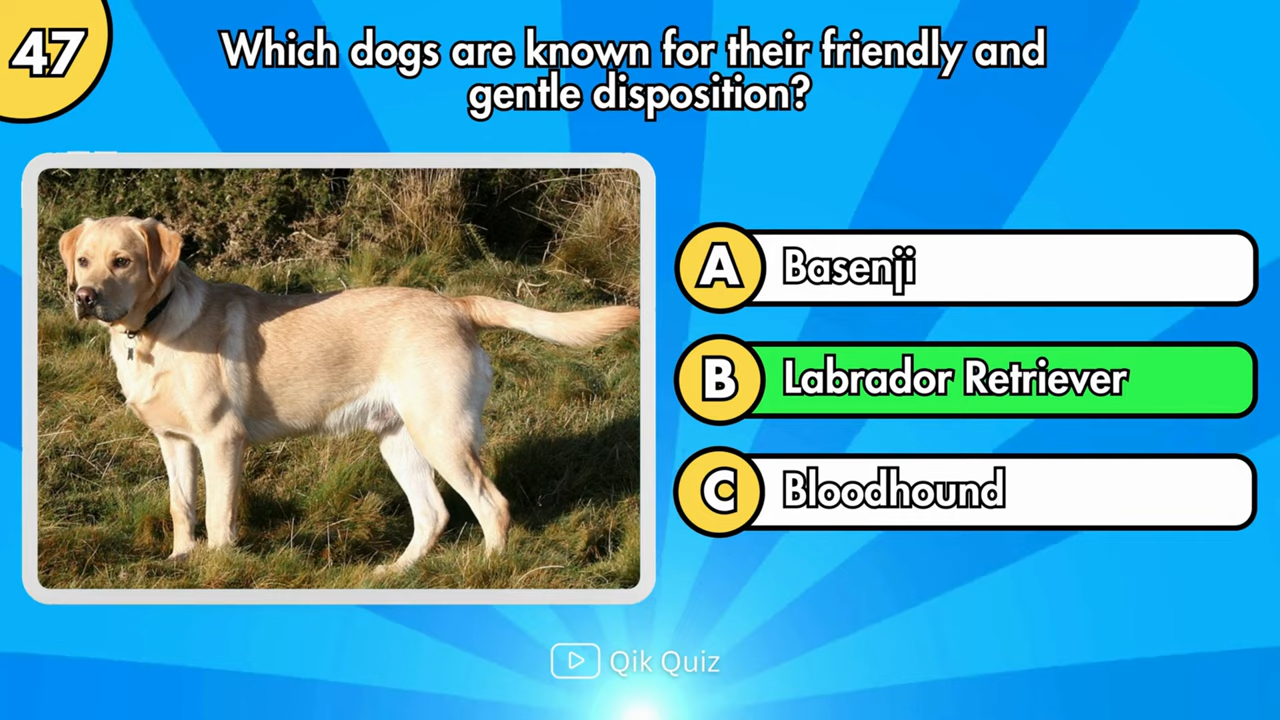 47
Which dogs are known for their friendly and
gentle disposition?
A Basenji
B Labrador Retriever
C Bloodhound
Qik Quiz